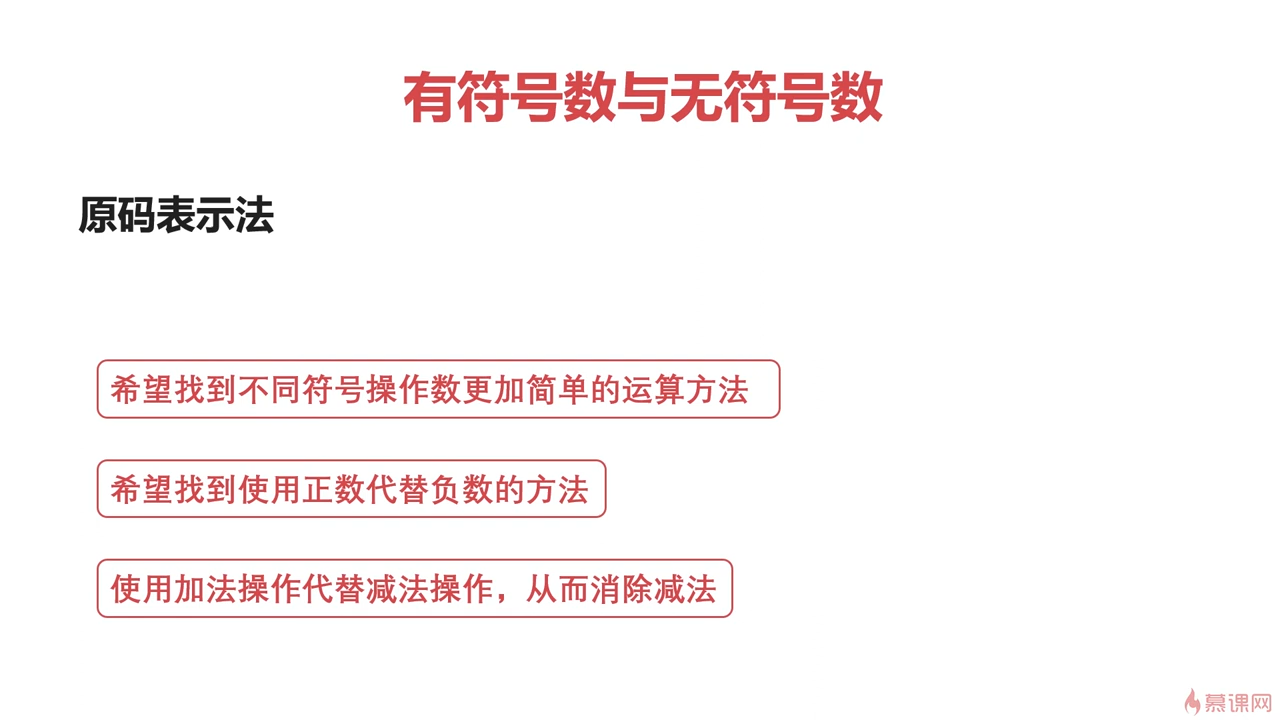 有符号数与无符号数
原码表示法
希望找到不同符号操作数更加简单的运算方法
希望找到使用正数代替负数的方法
使用加法操作代替减法操作，从而消除减法
慕课网